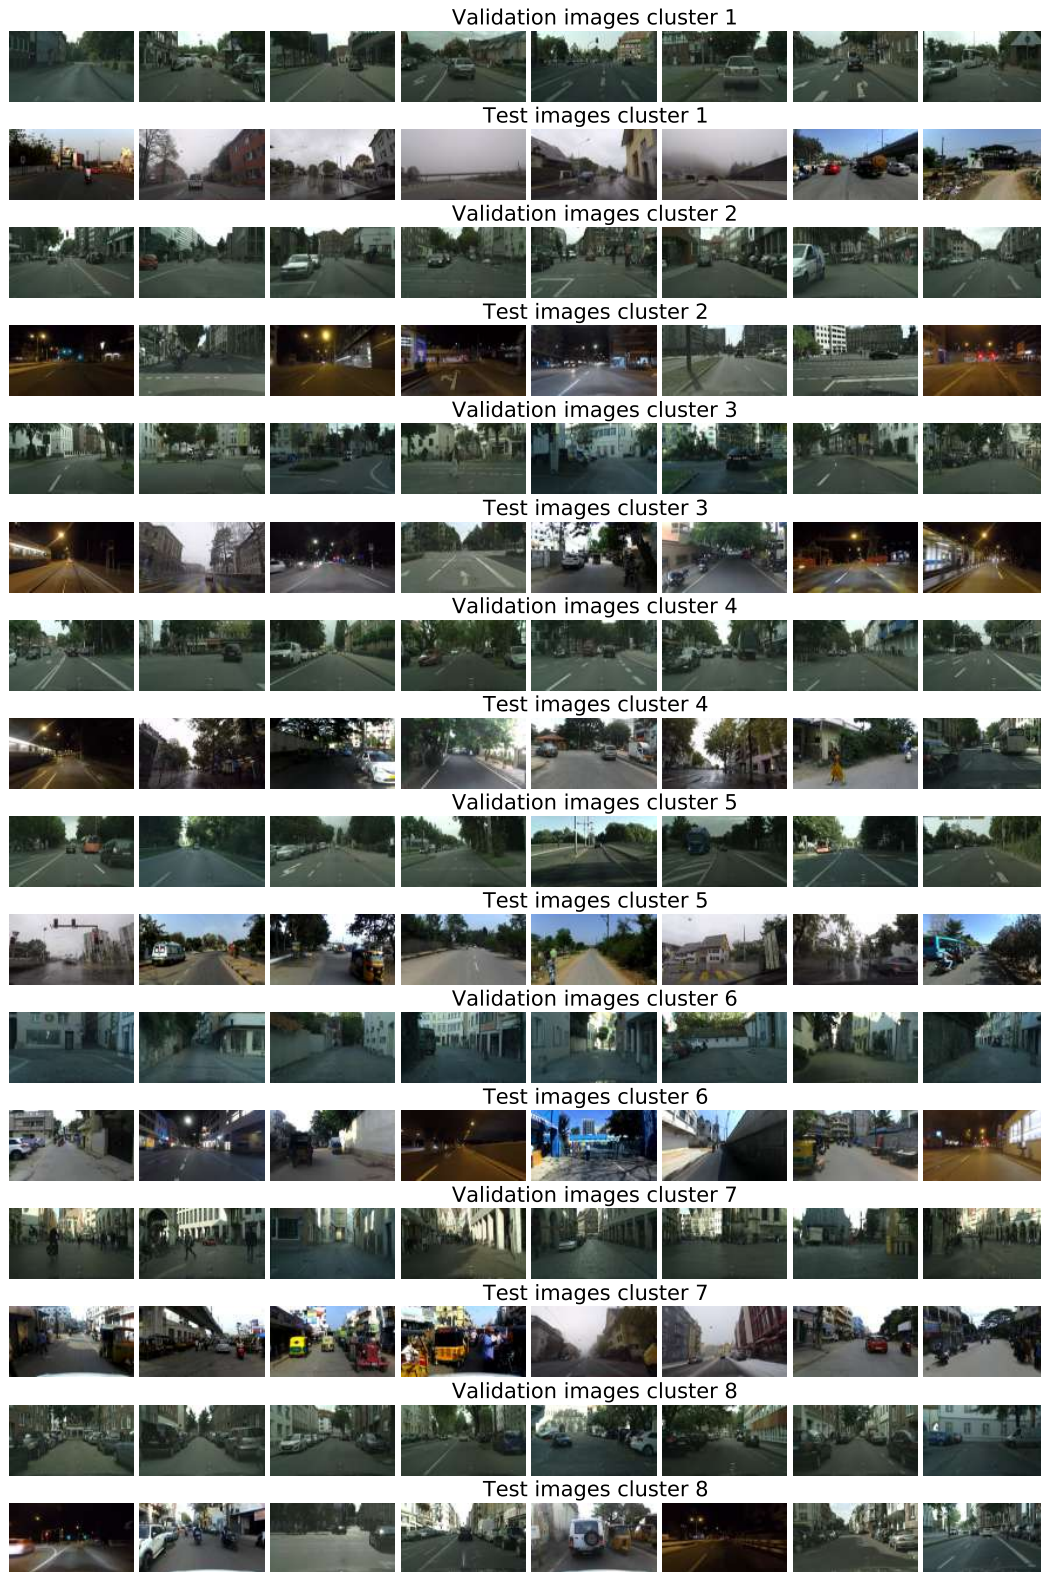 Validation images cluster 1
Test images cluster 1
Validation images cluster 2
Test images cluster 2
Validation images cluster 3
Test images cluster 3
Validation images cluster 4
Test images cluster 4
Validation images cluster 5
Test images cluster 5
Validation images cluster 6
Test images cluster 6
Validation images cluster 7
Test images cluster 7
Validation images cluster 8
Test images cluster 8